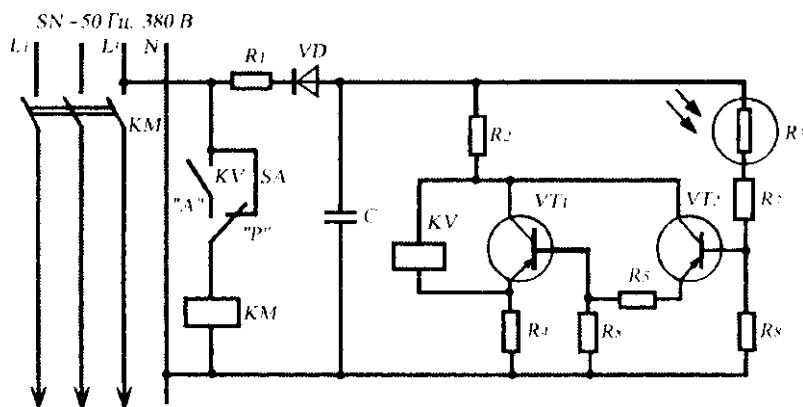 SN ~50 Гц. 380 В
L1 L3 N
R1 VD
KM
KV SA
"A"
"P"
KM
C
R2
KV VT1 VT2
R5
R4
R8